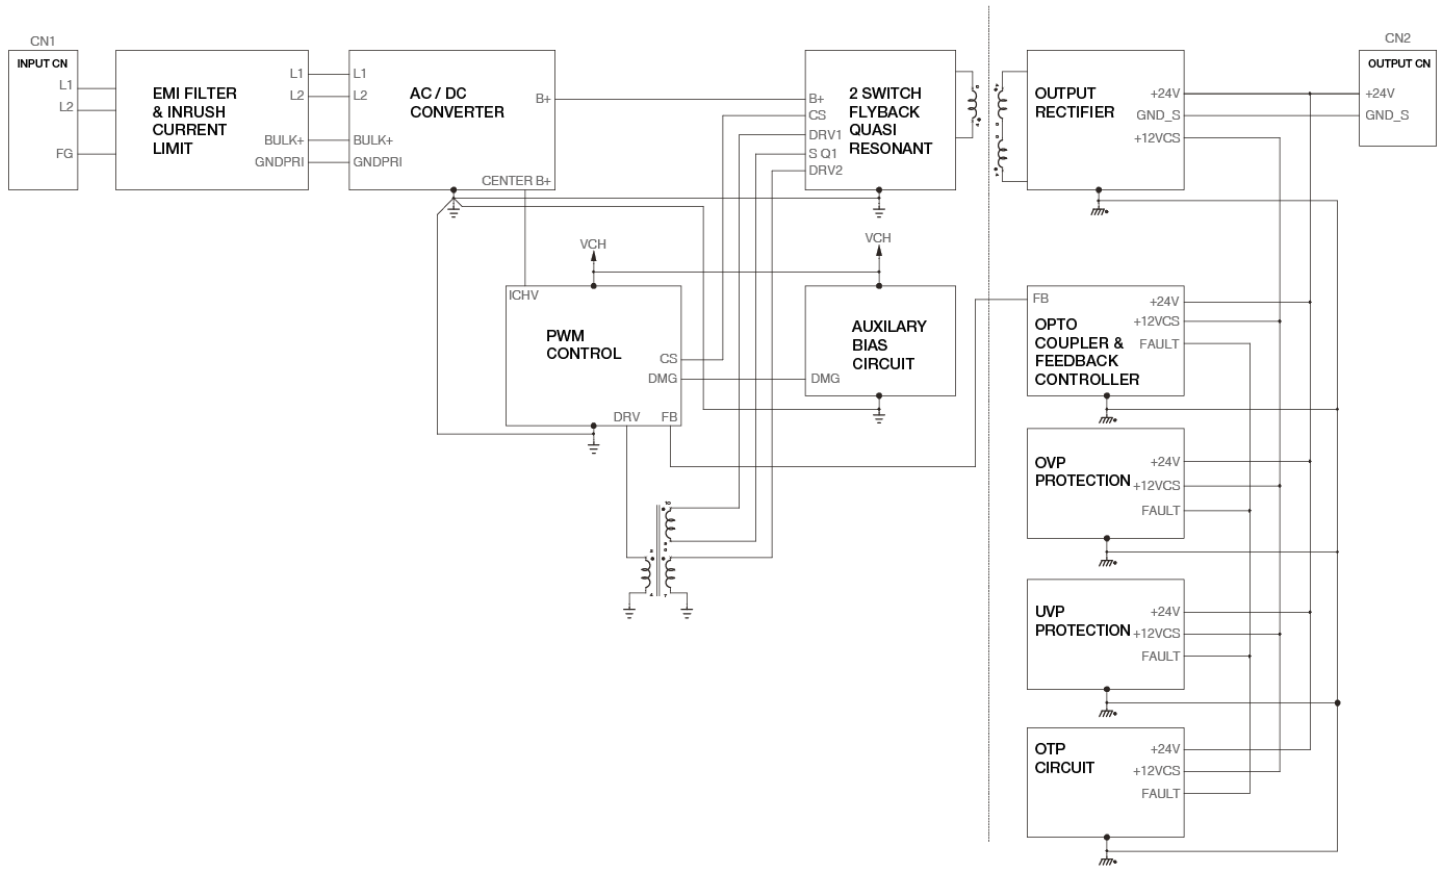 CN1
INPUT CN
L1
L2
FG
EMI FILTER
& INRUSH
CURRENT
LIMIT
L1
L2
BULK+
GNDPRI
L1
L2
BULK+
GNDPRI
AC / DC
CONVERTER
B+
CENTER B+
B+
CS
DRV1
S Q1
DRV2
2 SWITCH
FLYBACK
QUASI
RESONANT
OUTPUT
RECTIFIER
+24V
GND_S
+12VCS
CN2
OUTPUT CN
+24V
GND_S
VCH
ICHV
PWM
CONTROL
CS
DMG
DRV
FB
VCH
AUXILARY
BIAS
CIRCUIT
DMG
FB
OPTO
COUPLER &
FEEDBACK
CONTROLLER
+24V
+12VCS
FAULT
OVP
PROTECTION
+24V
+12VCS
FAULT
UVP
PROTECTION
+24V
+12VCS
FAULT
OTP
CIRCUIT
+24V
+12VCS
FAULT
10
7